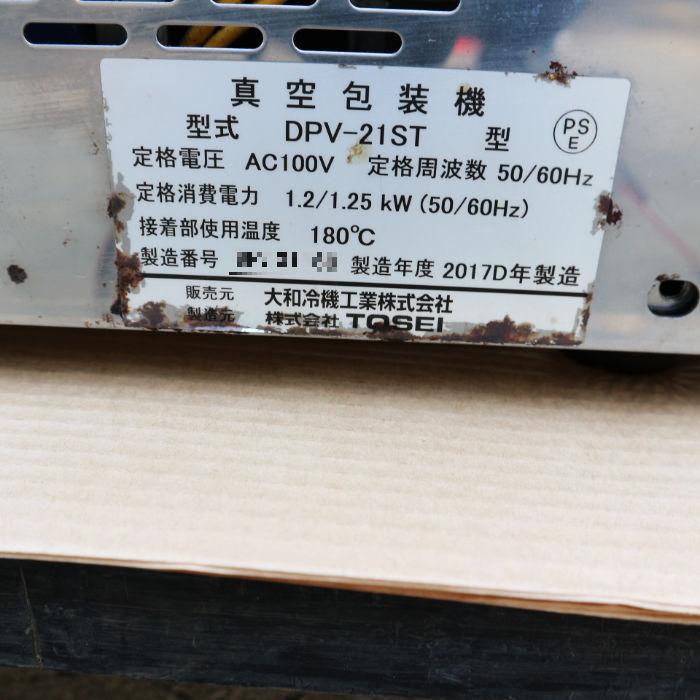 真空包装機
型式 DPV-21ST 型 PSE
定格電圧 AC100V 定格周波数 50/60Hz
定格消費電力 1.2/1.25 kW (50/60Hz)
接着部使用温度 180℃
製造番号 製造年度 2017D年製造
販売元 大和冷機工業株式会社
製造元 株式会社 TOSEI